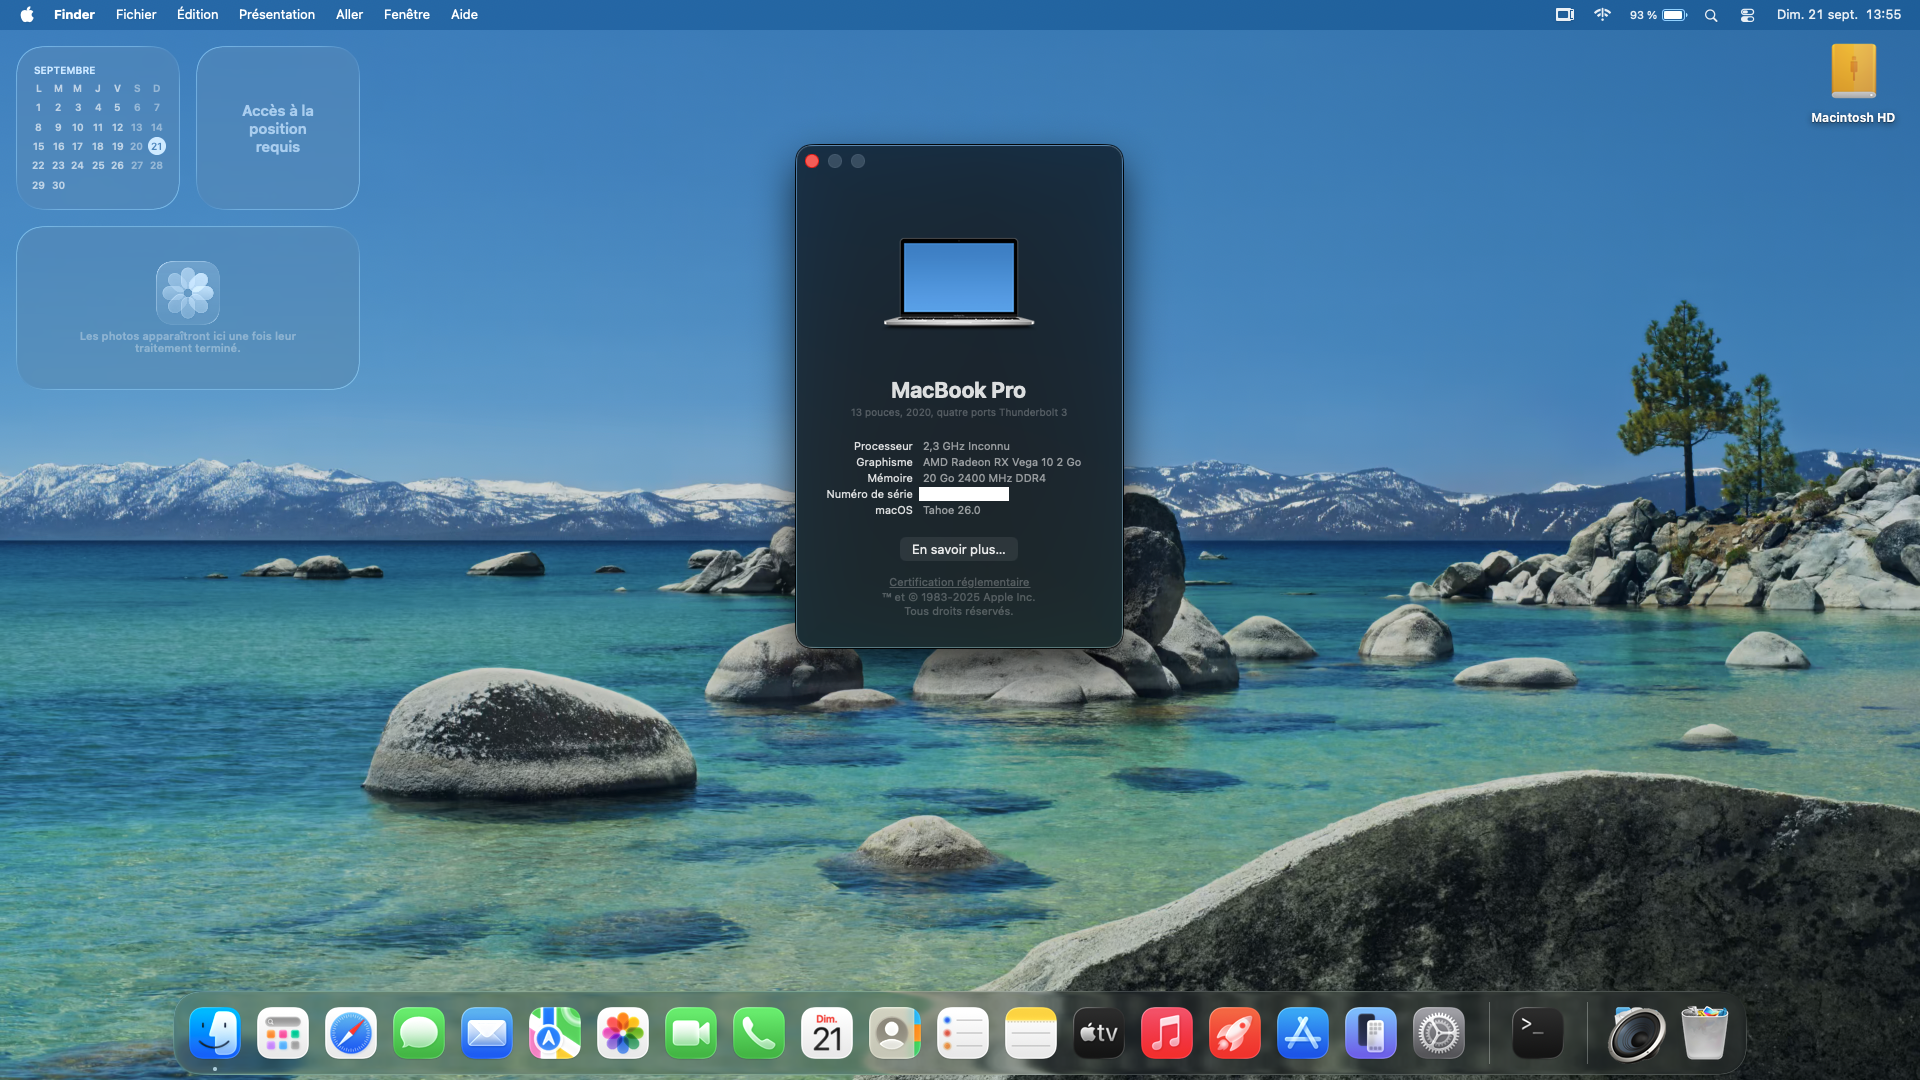 Finder Fichier Édition Présentation Aller Fenêtre Aide
93 % Dim. 21 sept. 13:55
SEPTEMBRE
L M M J V S D
1 2 3 4 5 6 7
8 9 10 11 12 13 14
15 16 17 18 19 20 21
22 23 24 25 26 27 28
29 30
Accès à la
position
requis
Les photos apparaîtront ici une fois leur
traitement terminé.
Macintosh HD
MacBook Pro
13 pouces, 2020, quatre ports Thunderbolt 3
Processeur 2,3 GHz Inconnu
Graphisme AMD Radeon RX Vega 10 2 Go
Mémoire 20 Go 2400 MHz DDR4
Numéro de série
macOS Tahoe 26.0
En savoir plus...
Certification réglementaire
™ et © 1983-2025 Apple Inc.
Tous droits réservés.
Dim.
21
tv
>_